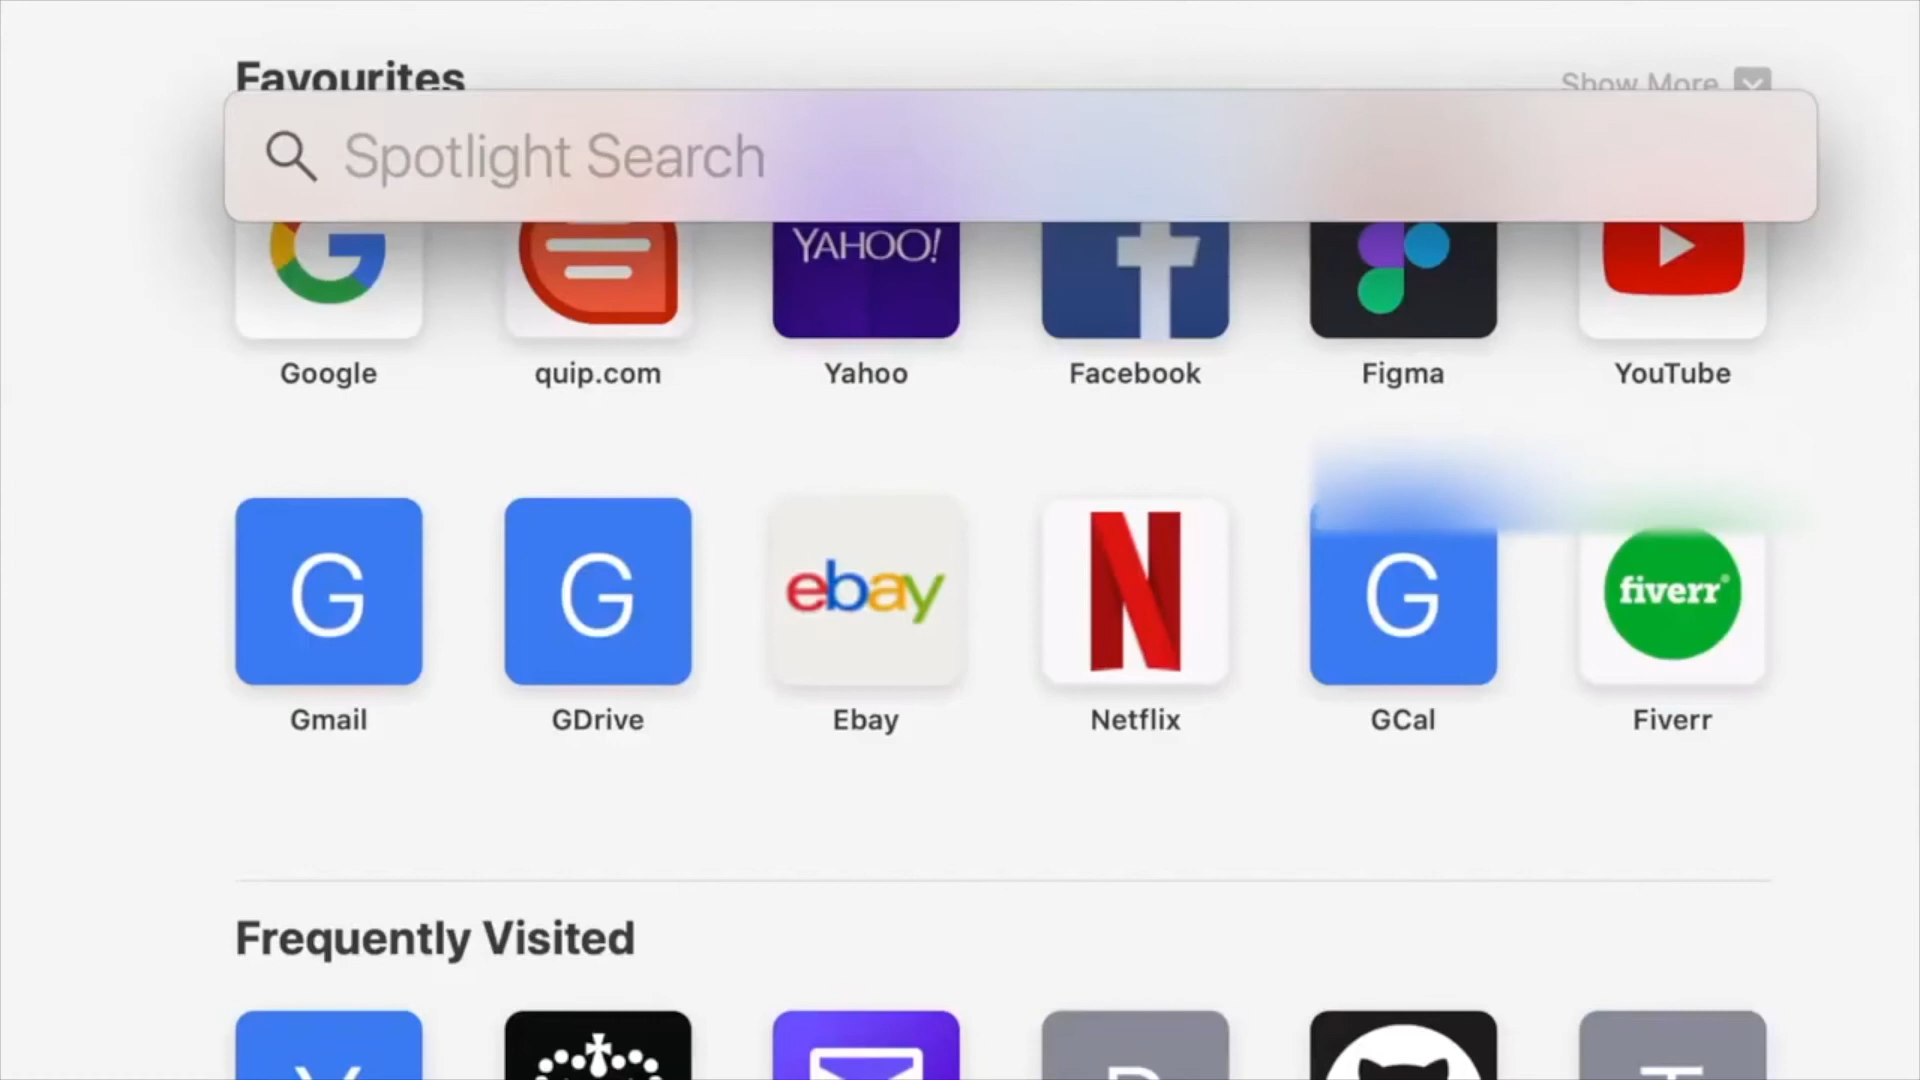 Favourites
Show More
Spotlight Search
YAHOO!
Google
quip.com
Yahoo
Facebook
Figma
YouTube
G
G
ebay
N
G
fiverr
Gmail
GDrive
Ebay
Netflix
GCal
Fiverr
Frequently Visited